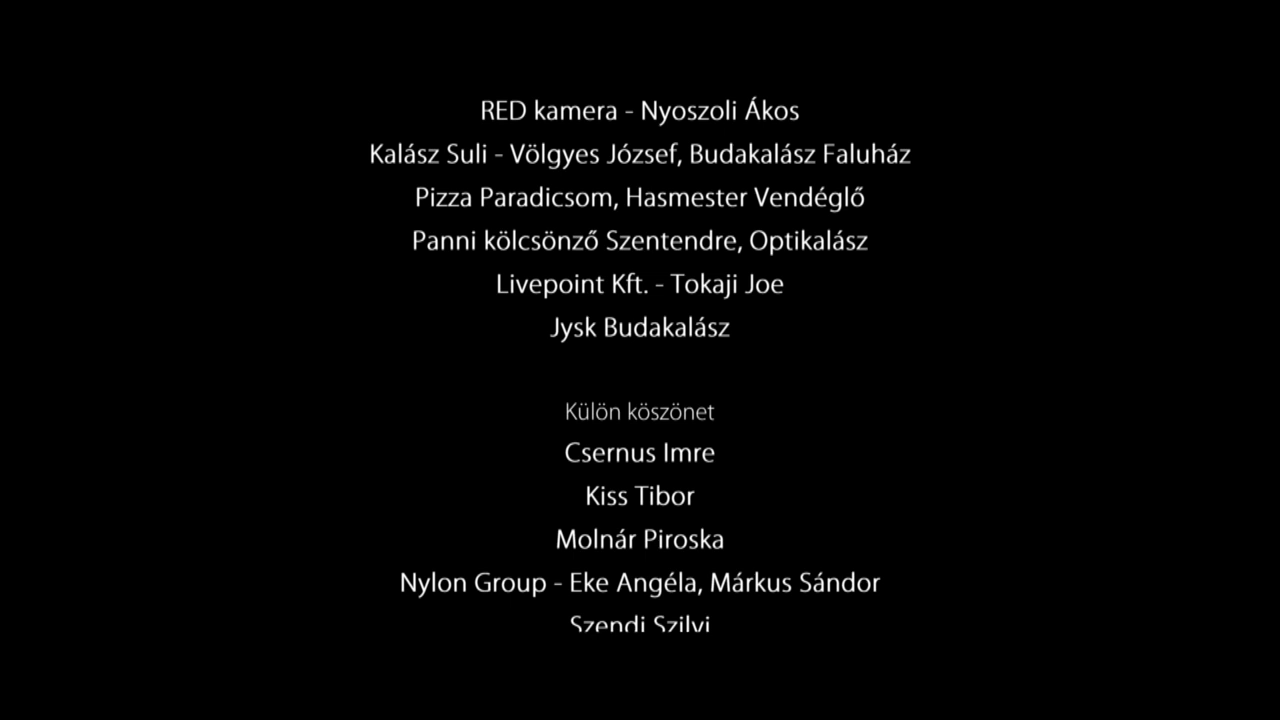 RED kamera - Nyoszoli Ákos
Kalász Suli - Völgyes József, Budakalász Faluház
Pizza Paradicsom, Hasmester Vendéglő
Panni kölcsönző Szentendre, Optikalász
Livepoint Kft. - Tokaji Joe
Jysk Budakalász
Külön köszönet
Csernus Imre
Kiss Tibor
Molnár Piroska
Nylon Group - Eke Angéla, Márkus Sándor
Szendi Szilvi